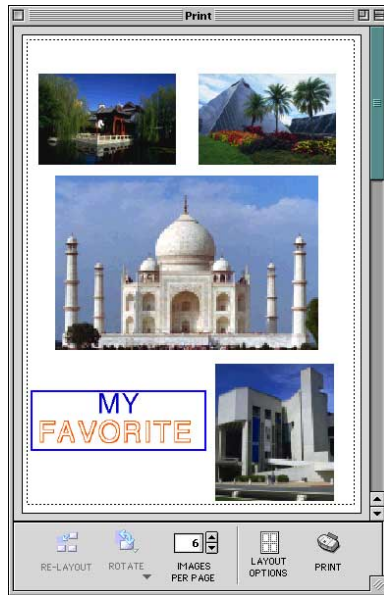 Print
MY
FAVORITE
RE-LAYOUT
ROTATE
6
IMAGES
PER PAGE
LAYOUT
OPTIONS
PRINT